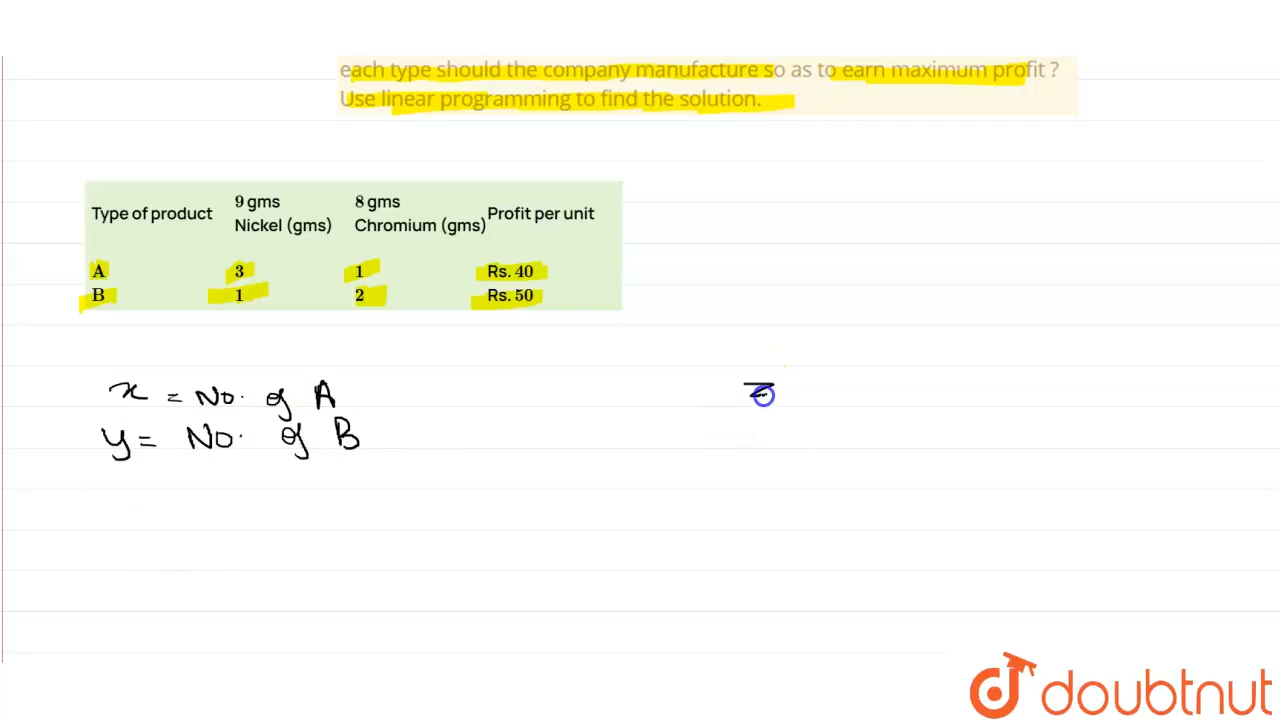 each type should the company manufacture so as to earn maximum profit ?
Use linear programming to find the solution.
Type of product 9 gms Nickel (gms) 8 gms Chromium (gms) Profit per unit
A 3 1 Rs. 40
B 1 2 Rs. 50
x = No. of A
y = No. of B
z
doubtnut